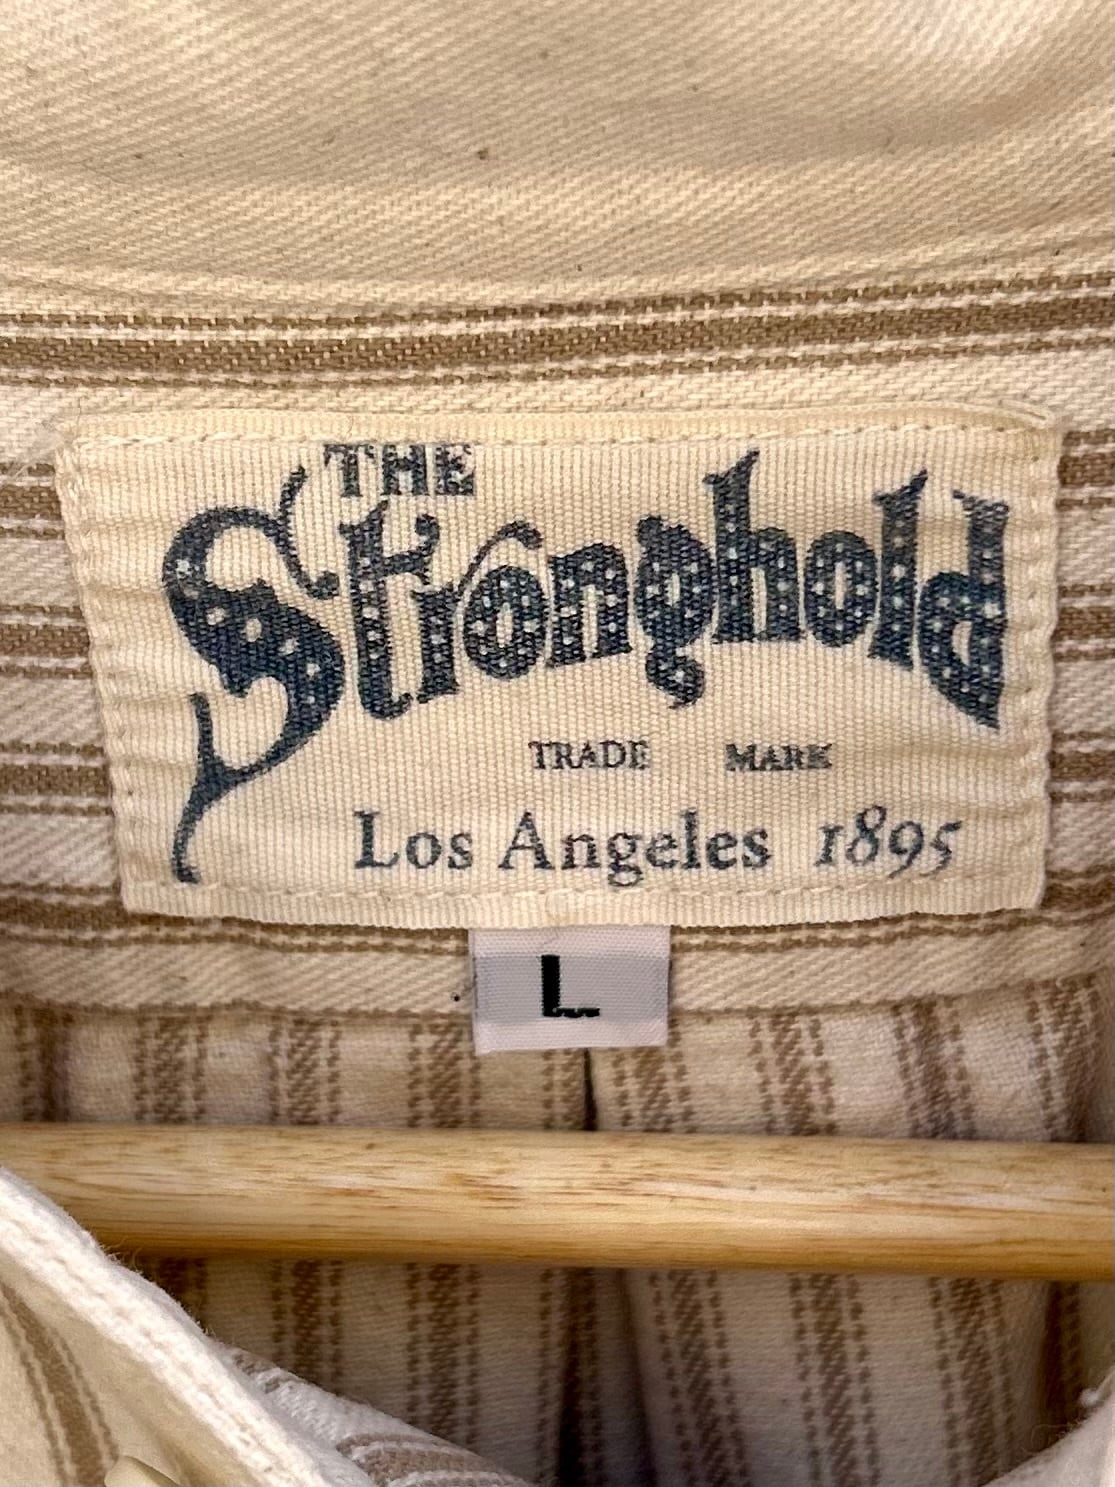 THE
Stronghold
TRADE MARK
Los Angeles 1895
L